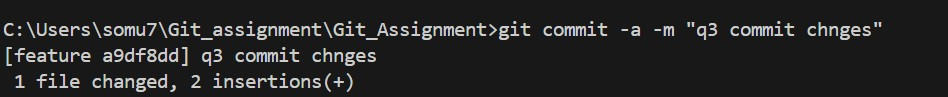 C:\Users\somu7\Git_assignment\Git_Assignment>git commit -a -m "q3 commit chnges"
[feature a9df8dd] q3 commit chnges
 1 file changed, 2 insertions(+)